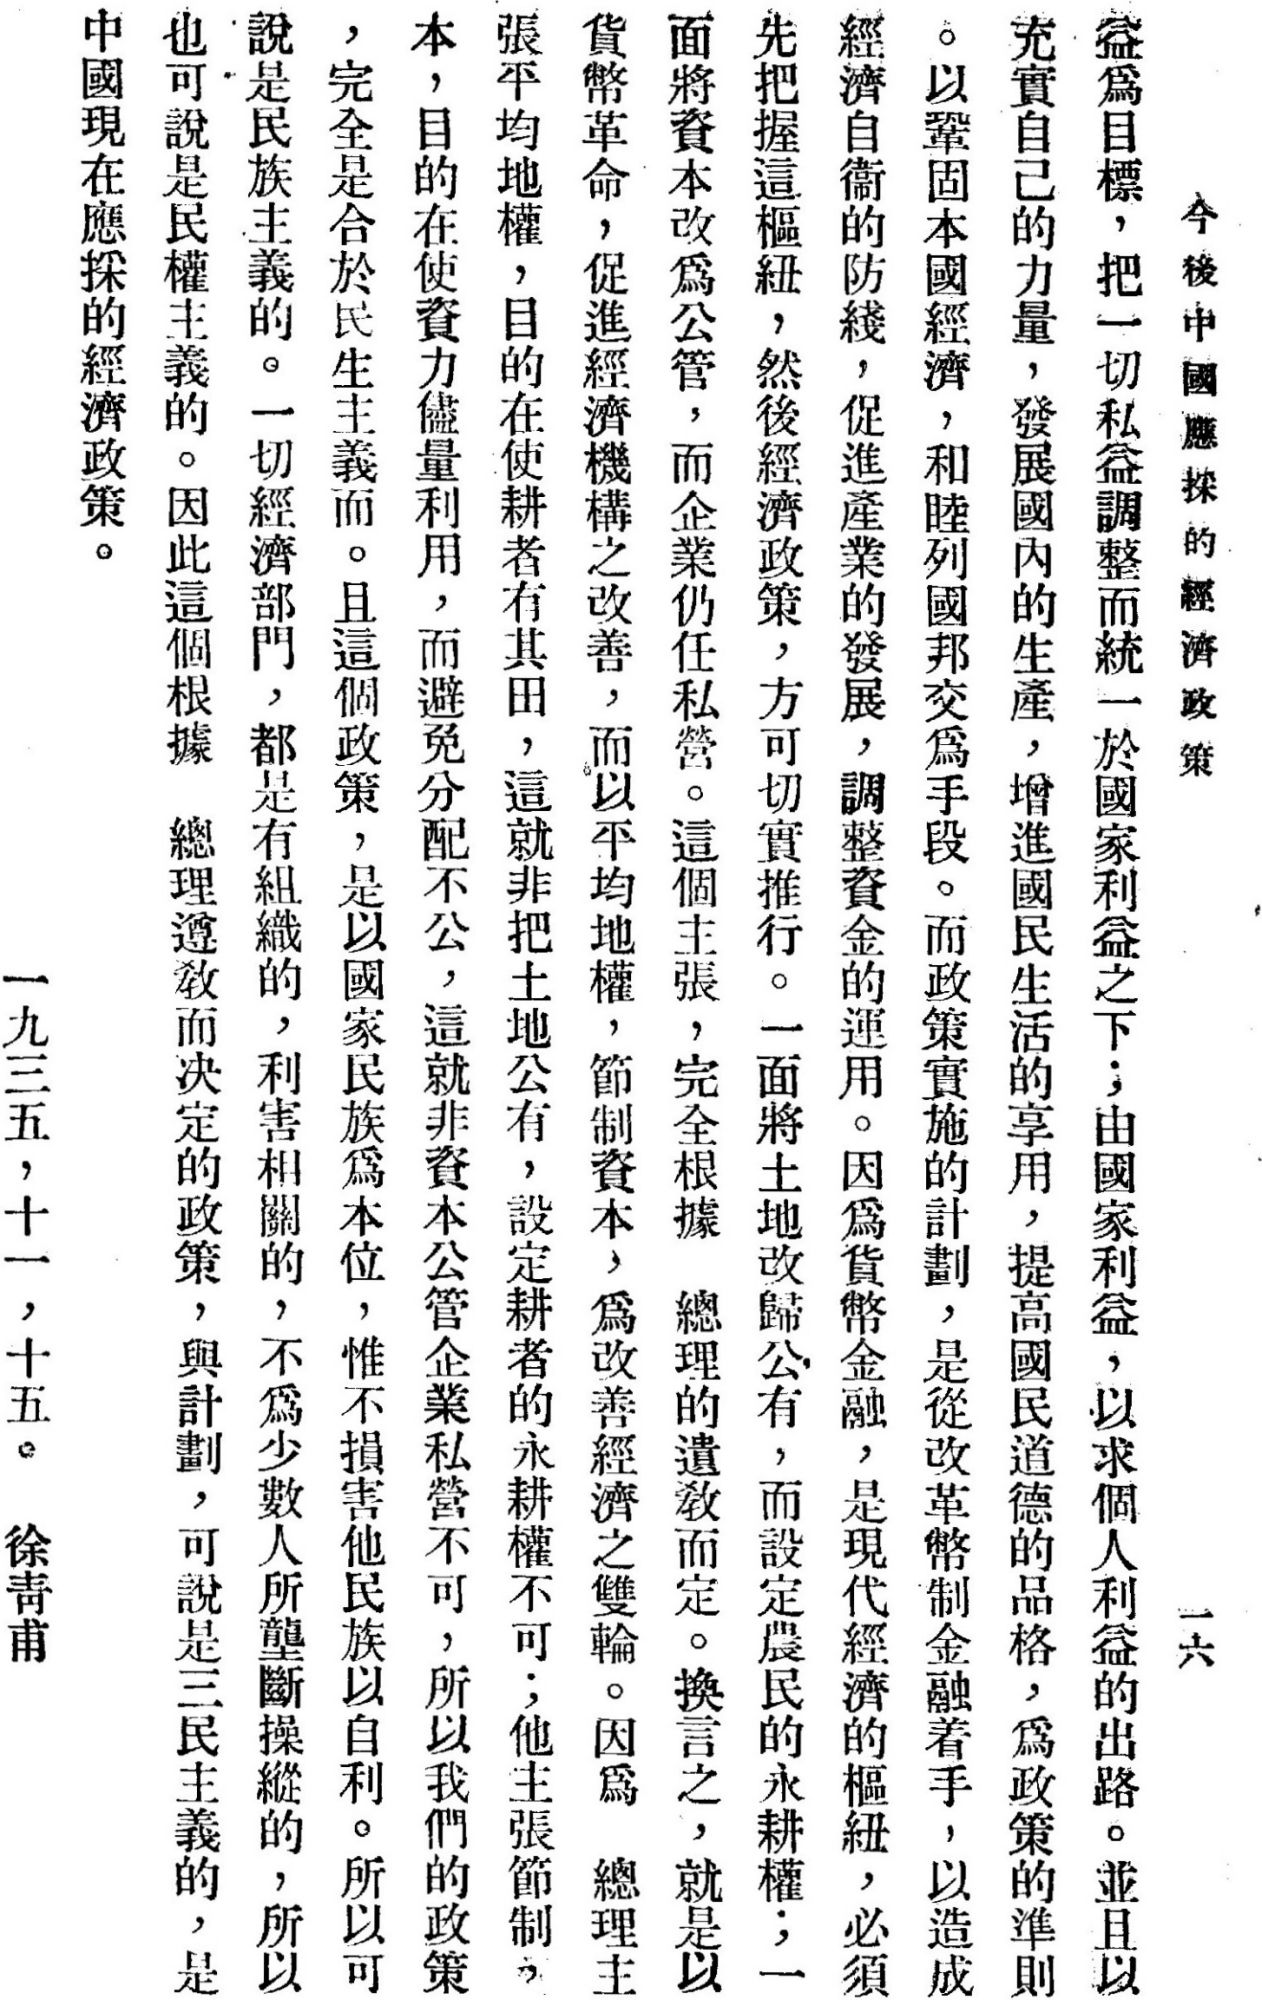 今後中國應採的經濟政策
一六
益爲目標，把一切私益調整而統一於國家利益之下；由國家利益，以求個人利益的出路。並且以
充實自己的力量，發展國內的生產，增進國民生活的享用，提高國民道德的品格，爲政策的準則
。以鞏固本國經濟，和睦列國邦交爲手段。而政策實施的計劃，是從改革幣制金融着手，以造成
經濟自衞的防綫，促進產業的發展，調整資金的運用。因爲貨幣金融，是現代經濟的樞紐，必須
先把握這樞紐，然後經濟政策，方可切實推行。一面將土地改歸公有，而設定農民的永耕權；一
面將資本改爲公管，而企業仍任私營。這個主張，完全根據　總理的遺敎而定。換言之，就是以
貨幣革命，促進經濟機構之改善，而以平均地權，節制資本，爲改善經濟之雙輪。因爲　總理主
張平均地權，目的在使耕者有其田，這就非把土地公有，設定耕者的永耕權不可；他主張節制，
本，目的在使資力儘量利用，而避免分配不公，這就非資本公管企業私營不可，所以我們的政策
，完全是合於民生主義而。且這個政策，是以國家民族爲本位，惟不損害他民族以自利。所以可
說是民族主義的。一切經濟部門，都是有組織的，利害相關的，不爲少數人所壟斷操縱的，所以
也可說是民權主義的。因此這個根據　總理遵敎而决定的政策，與計劃，可說是三民主義的，是
中國現在應採的經濟政策。
一九三五，十一，十五。　徐靑甫